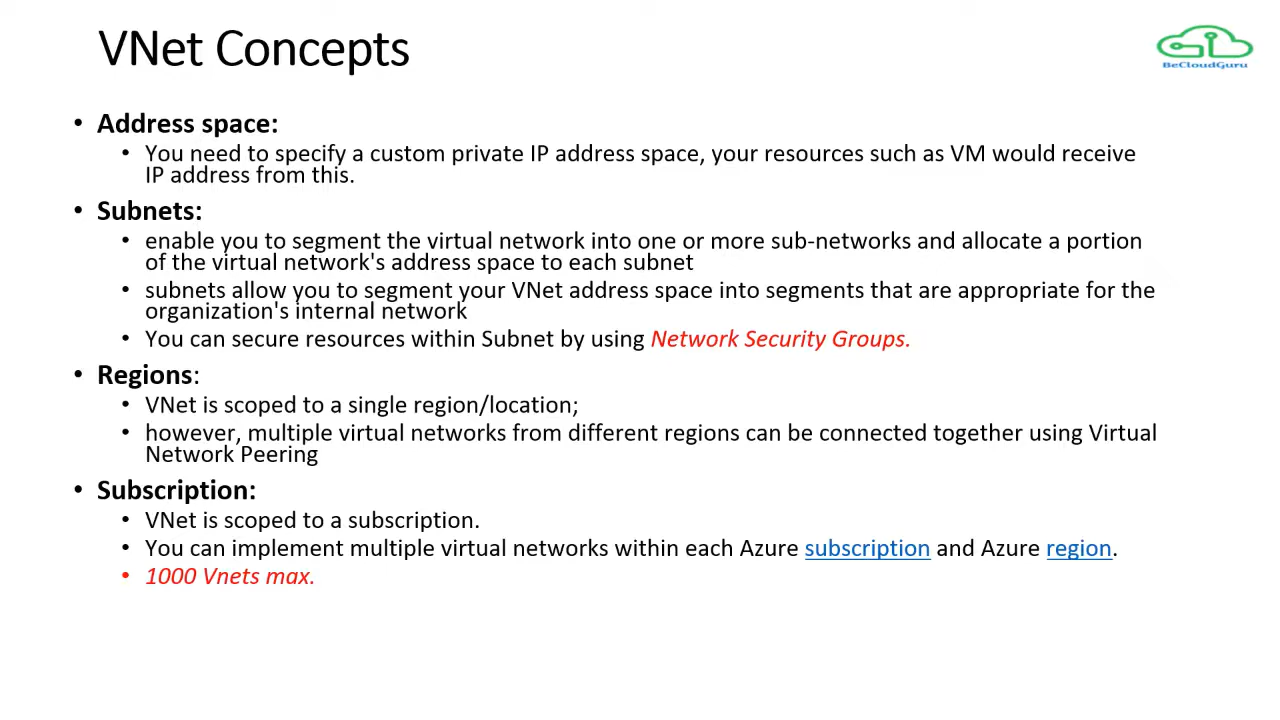 VNet Concepts
BeCloudGuru
• Address space:
• You need to specify a custom private IP address space, your resources such as VM would receive
IP address from this.
• Subnets:
• enable you to segment the virtual network into one or more sub-networks and allocate a portion
of the virtual network's address space to each subnet
• subnets allow you to segment your VNet address space into segments that are appropriate for the
organization's internal network
• You can secure resources within Subnet by using Network Security Groups.
• Regions:
• VNet is scoped to a single region/location;
• however, multiple virtual networks from different regions can be connected together using Virtual
Network Peering
• Subscription:
• VNet is scoped to a subscription.
• You can implement multiple virtual networks within each Azure subscription and Azure region.
• 1000 Vnets max.